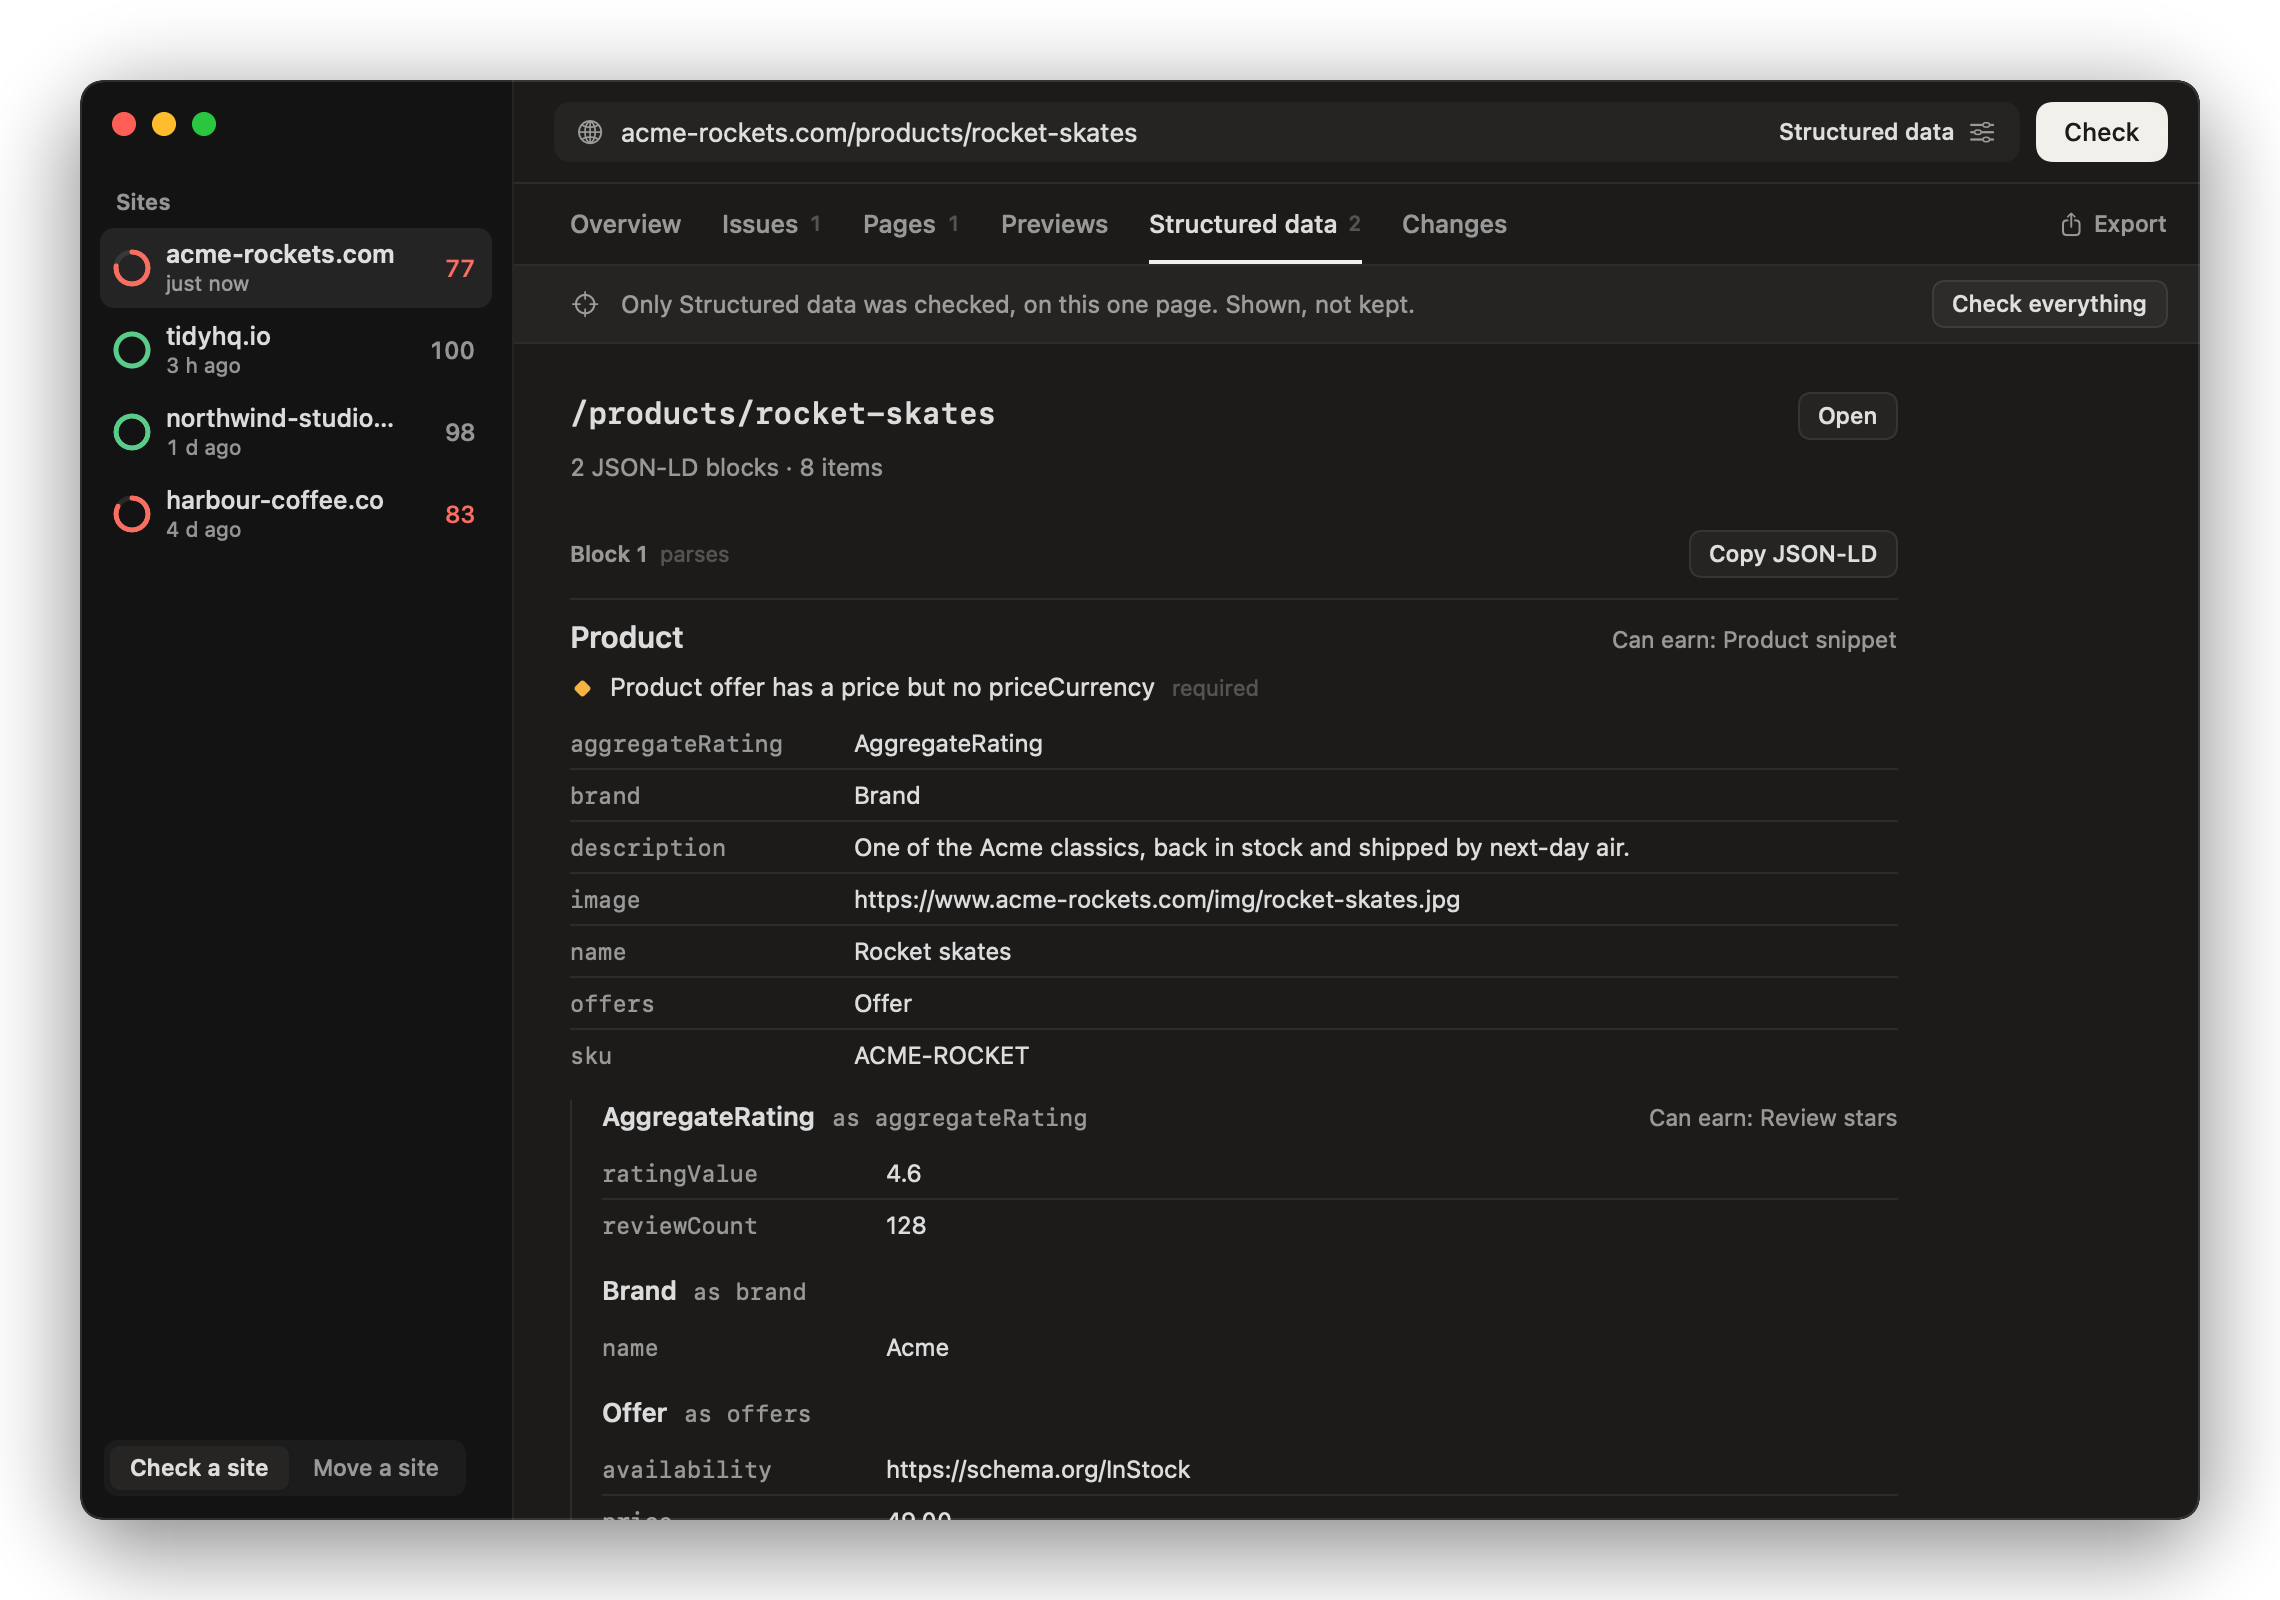 Sites
acme-rockets.com
just now
77
tidyhq.io
3 h ago
100
northwind-studio...
1 d ago
98
harbour-coffee.co
4 d ago
83
Check a site
Move a site
acme-rockets.com/products/rocket-skates
Structured data
Check
Overview
Issues 1
Pages 1
Previews
Structured data 2
Changes
Export
Only Structured data was checked, on this one page. Shown, not kept.
Check everything
/products/rocket-skates
Open
2 JSON-LD blocks · 8 items
Block 1 parses
Copy JSON-LD
Product
Can earn: Product snippet
Product offer has a price but no priceCurrency required
aggregateRating AggregateRating
brand Brand
description One of the Acme classics, back in stock and shipped by next-day air.
image https://www.acme-rockets.com/img/rocket-skates.jpg
name Rocket skates
offers Offer
sku ACME-ROCKET
AggregateRating as aggregateRating
Can earn: Review stars
ratingValue 4.6
reviewCount 128
Brand as brand
name Acme
Offer as offers
availability https://schema.org/InStock
price 49.00